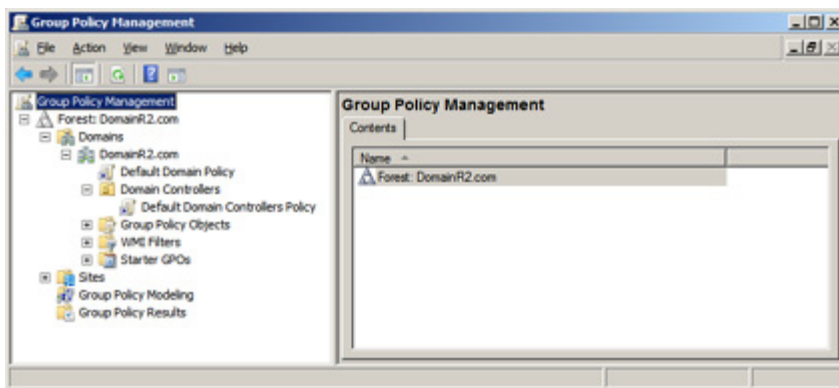 Group Policy Management
File Action View Window Help
Group Policy Management
Forest: DomainR2.com
Domains
DomainR2.com
Default Domain Policy
Domain Controllers
Default Domain Controllers Policy
Group Policy Objects
WMI Filters
Starter GPOs
Sites
Group Policy Modeling
Group Policy Results
Group Policy Management
Contents
Name
Forest: DomainR2.com